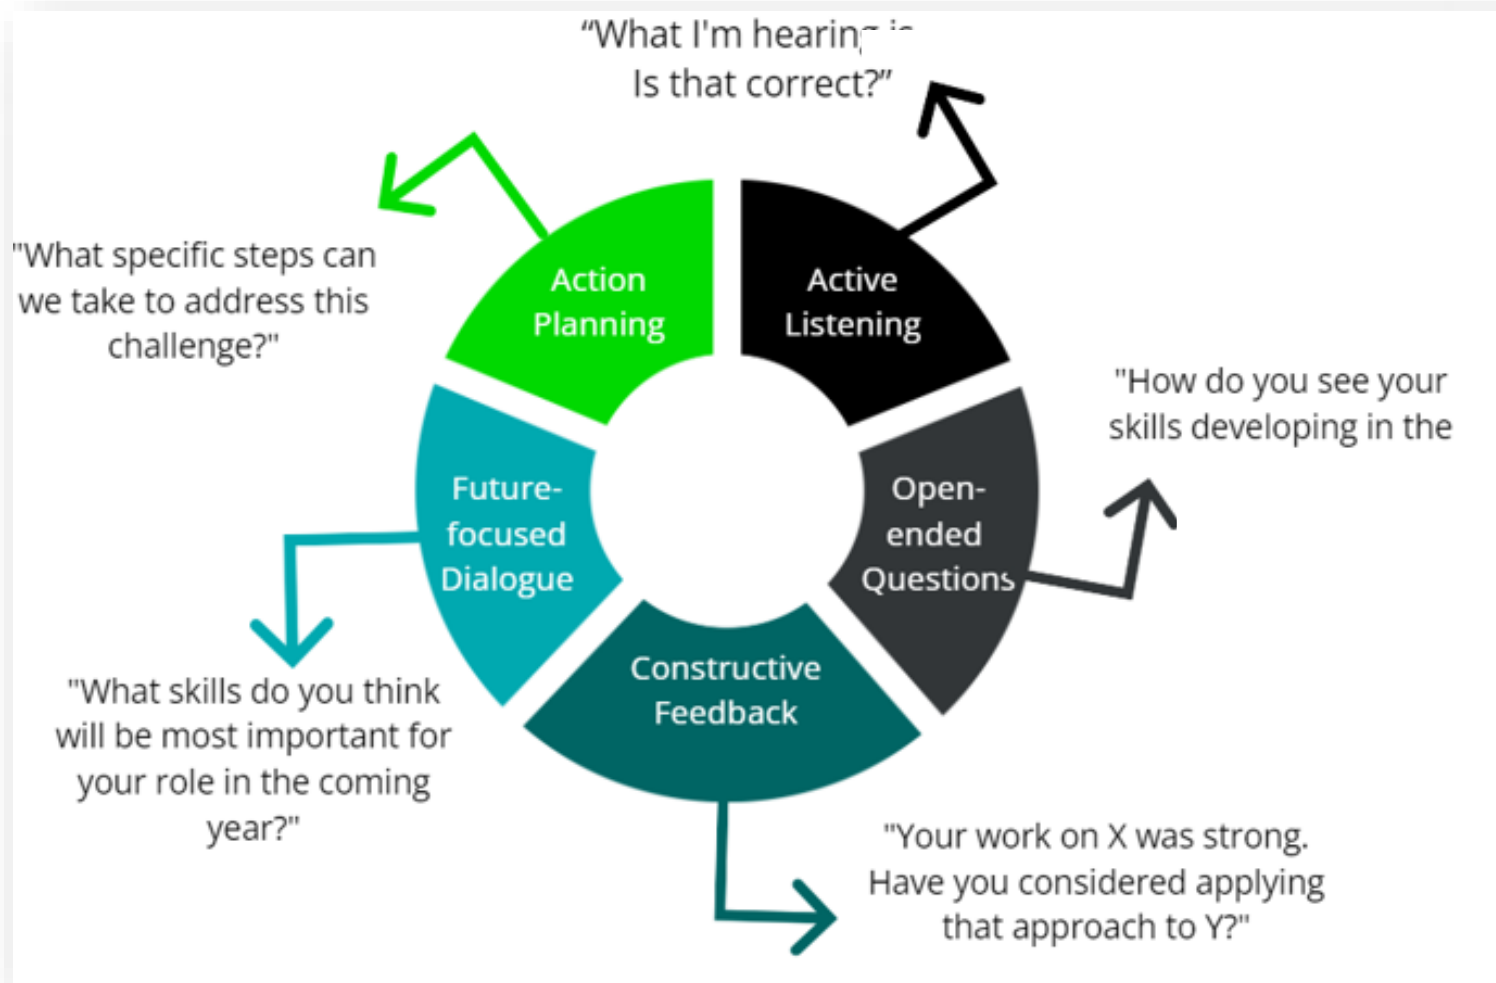 “What I'm hearing is
Is that correct?”
Action
Planning
Active
Listening
"What specific steps can
we take to address this
challenge?"
"How do you see your
skills developing in the
Future-
focused
Dialogue
Open-
ended
Questions
Constructive
Feedback
"What skills do you think
will be most important for
your role in the coming
year?"
"Your work on X was strong.
Have you considered applying
that approach to Y?"